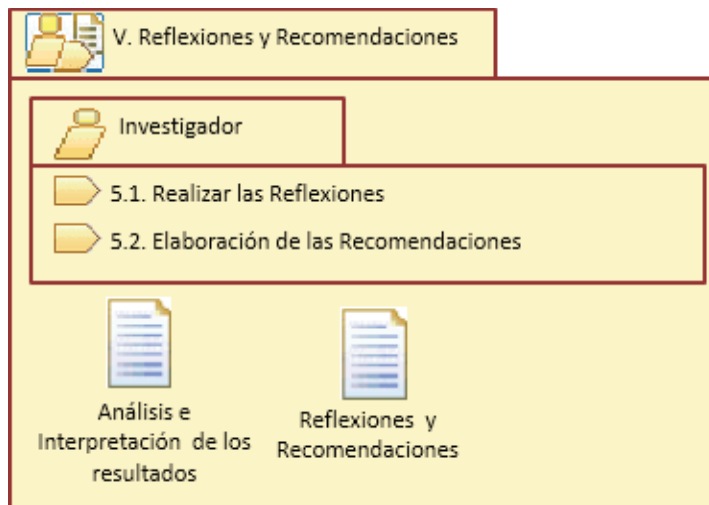 V. Reflexiones y Recomendaciones
Investigador
5.1. Realizar las Reflexiones
5.2. Elaboración de las Recomendaciones
Análisis e
Interpretación de los
resultados
Reflexiones y
Recomendaciones